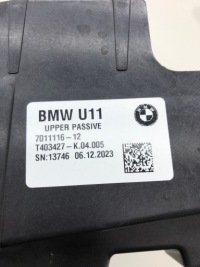 BMW U11
UPPER PASSIVE
7011116-12
T403427-K.04.005
SN:13746 06.12.2023